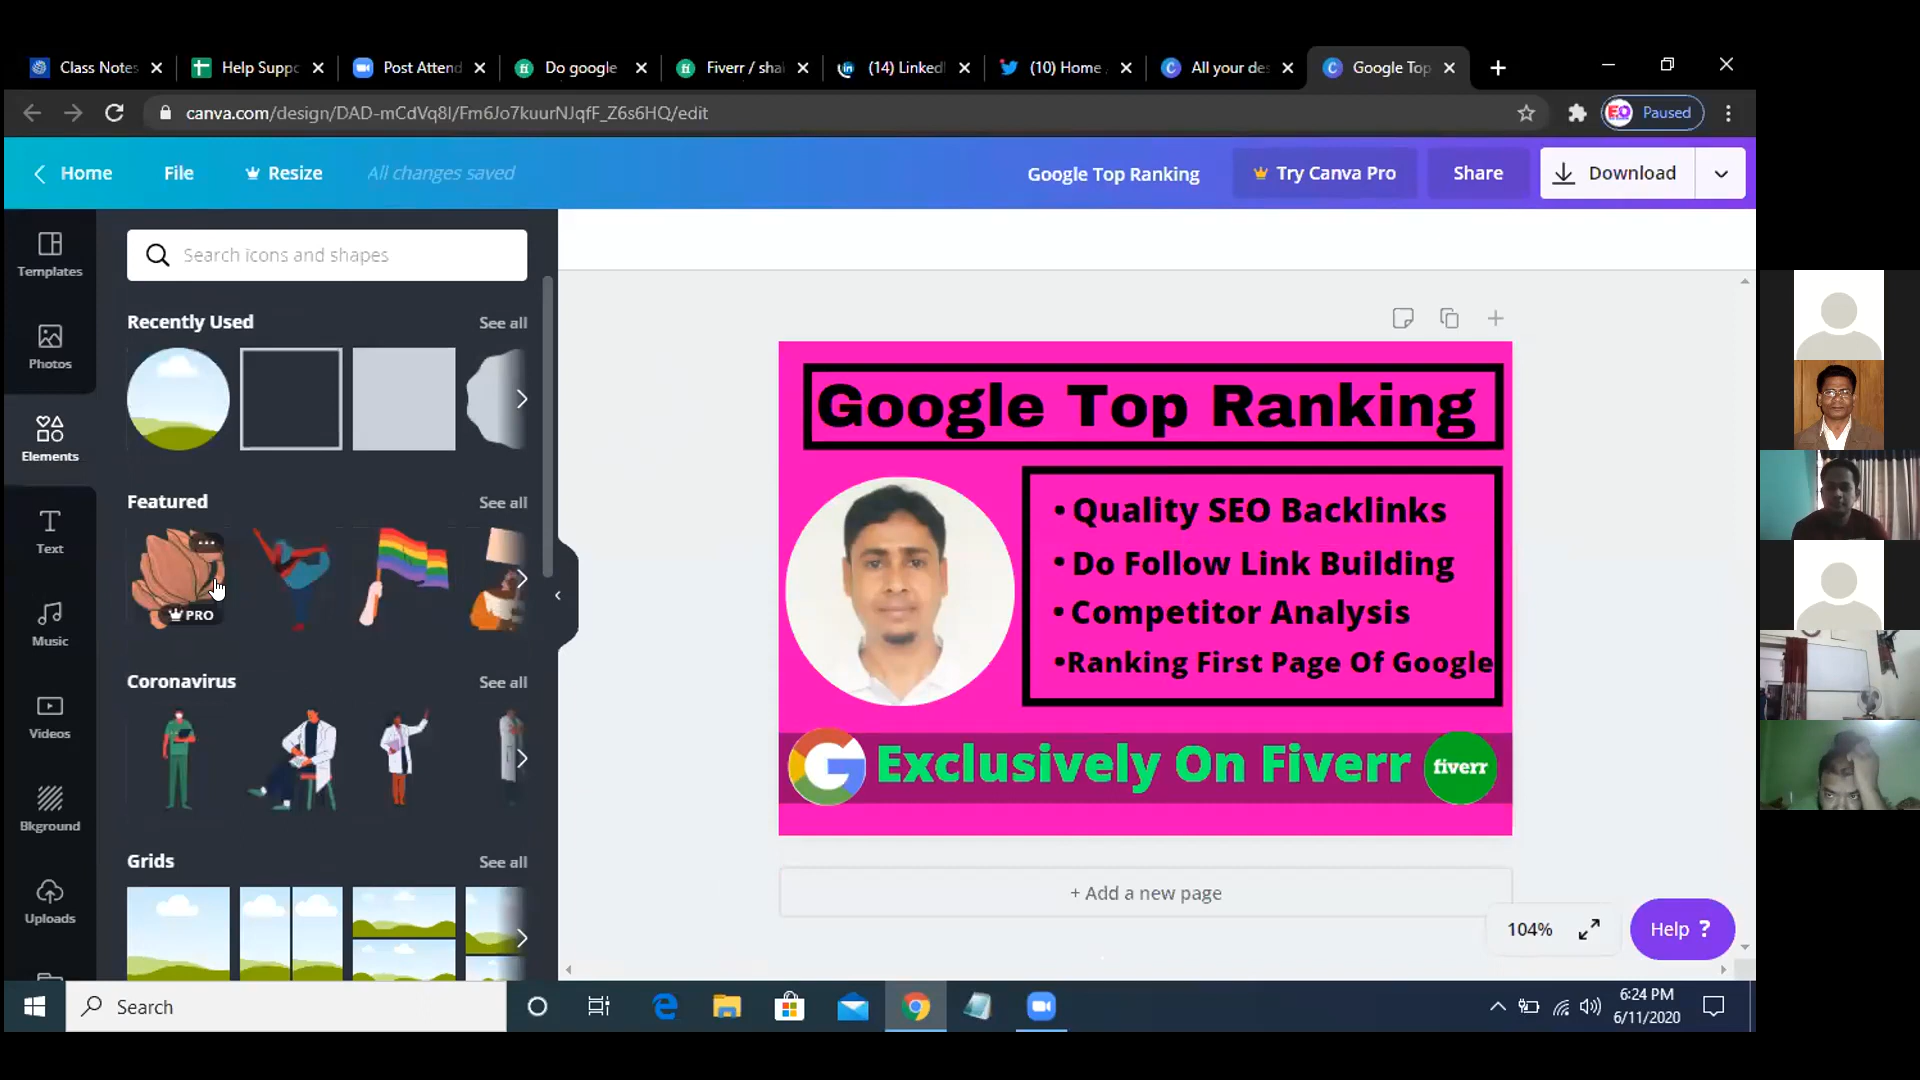 Class Notes
Help Suppo
Post Attend
Do google
Fiverr / sha
(14) LinkedI
(10) Home
All your des
Google Top
canva.com/design/DAD-mCdVq8I/Fm6Jo7kuurNJqfF_Z6s6HQ/edit
Paused
Home
File
Resize
All changes saved
Google Top Ranking
Try Canva Pro
Share
Download
Templates
Photos
Elements
Text
Music
Videos
Bkground
Uploads
Search icons and shapes
Recently Used
See all
Featured
See all
PRO
Coronavirus
See all
Grids
See all
Google Top Ranking
• Quality SEO Backlinks
• Do Follow Link Building
• Competitor Analysis
•Ranking First Page Of Google
G Exclusively On Fiverr fiverr
+ Add a new page
104%
Help ?
Search
6:24 PM
6/11/2020